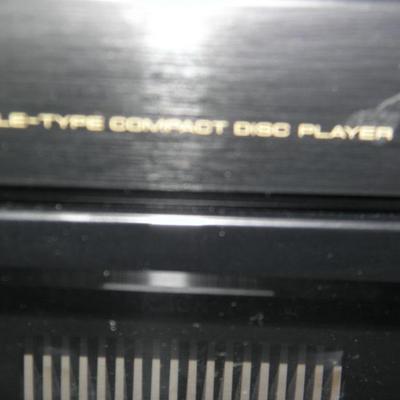 LE-TYPE COMPACT DISC PLAYER